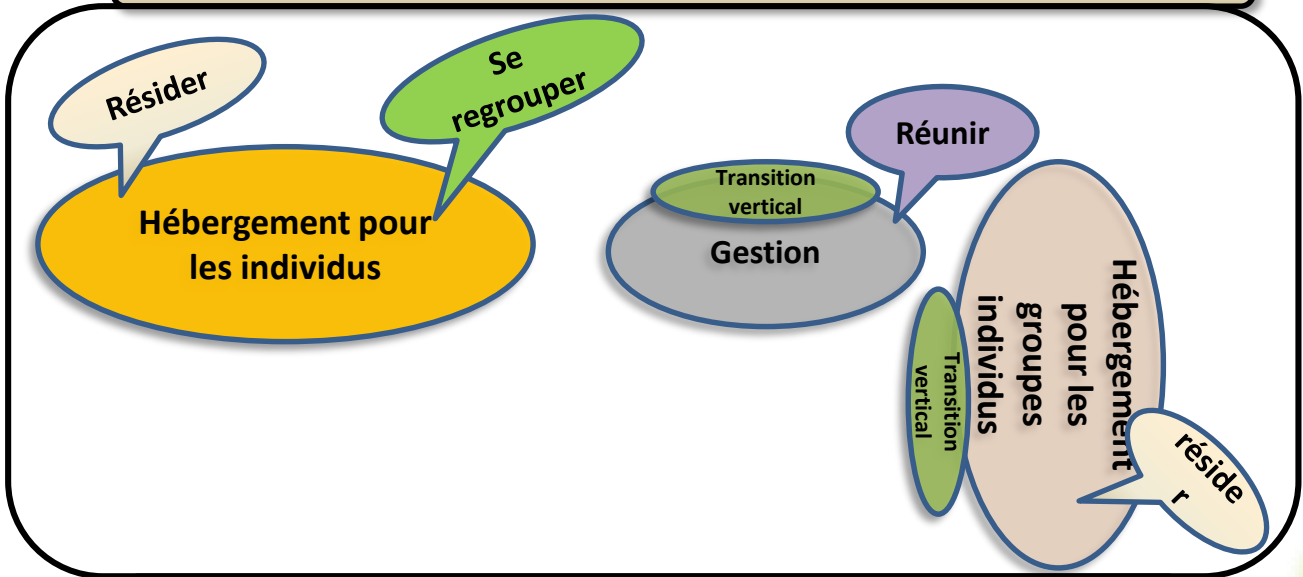 Résider
Se
regrouper
Hébergement pour
les individus
Réunir
Transition
vertical
Gestion
Hébergement
pour les
groupes
individus
Transition
vertical
réside
r